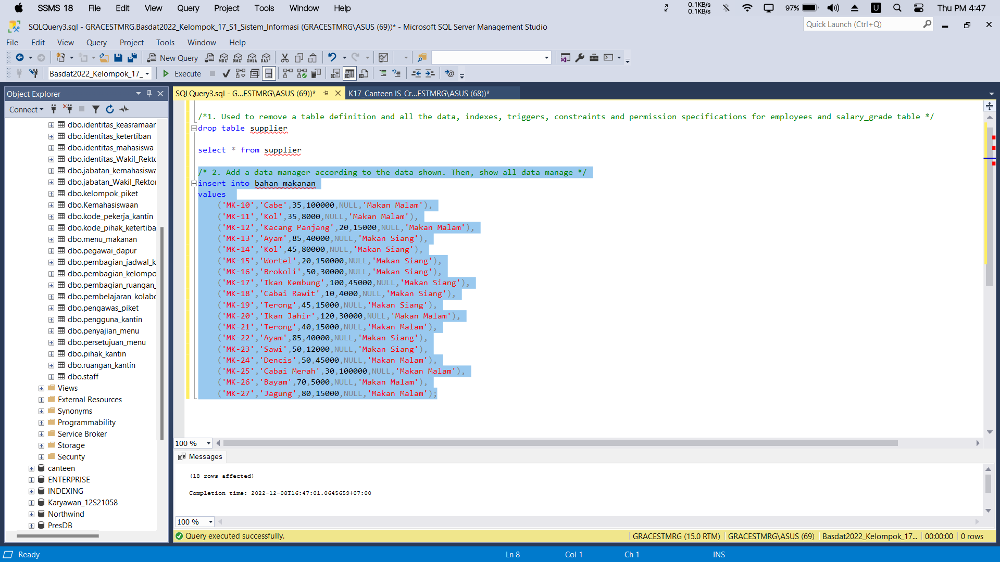 SSMS 18 File Edit View Query Project Tools Window Help
0.1KB/s
0.1KB/s
97%
U
Thu PM 4:47
SQLQuery3.sql - GRACESTMRG.Basdat2022_Kelompok_17_S1_Sistem_Informasi (GRACESTMRG\ASUS (69))* - Microsoft SQL Server Management Studio
Quick Launch (Ctrl+Q)
File Edit View Query Project Tools Window Help
New Query
MDX DMX XMLA DAX
Basdat2022_Kelompok_17_
Execute
Object Explorer
Connect
dbo.identitas_keasramaan
dbo.identitas_ketertiban
dbo.identitas_mahasiswa
dbo.identitas_Wakil_Rekto
dbo.jabatan_kemahasiswa
dbo.jabatan_Wakil_Rektor
dbo.kelompok_piket
dbo.Kemahasiswaan
dbo.kode_pekerja_kantin
dbo.kode_pihak_ketertiba
dbo.menu_makanan
dbo.pegawai_dapur
dbo.pembagian_jadwal_k
dbo.pembagian_kelompo
dbo.pembagian_ruangan_
dbo.pembelajaran_kolabo
dbo.pengawas_piket
dbo.pengguna_kantin
dbo.penyajian_menu
dbo.persetujuan_menu
dbo.pihak_kantin
dbo.ruangan_kantin
dbo.staff
Views
External Resources
Synonyms
Programmability
Service Broker
Storage
Security
canteen
ENTERPRISE
INDEXING
Karyawan_12S21058
Northwind
PresDB
SQLQuery3.sql - G...ESTMRG\ASUS (69))*
K17_Canteen IS_Cr...ESTMRG\ASUS (68))*
/*1. Used to remove a table definition and all the data, indexes, triggers, constraints and permission specifications for employees and salary_grade table */
drop table supplier
select * from supplier
/* 2. Add a data manager according to the data shown. Then, show all data manage */
insert into bahan_makanan
values
('MK-10','Cabe',35,100000,NULL,'Makan Malam'),
('MK-11','Kol',35,8000,NULL,'Makan Malam'),
('MK-12','Kacang Panjang',20,15000,NULL,'Makan Malam'),
('MK-13','Ayam',85,40000,NULL,'Makan Siang'),
('MK-14','Kol',45,80000,NULL,'Makan Siang'),
('MK-15','Wortel',20,150000,NULL,'Makan Siang'),
('MK-16','Brokoli',50,30000,NULL,'Makan Siang'),
('MK-17','Ikan Kembung',100,45000,NULL,'Makan Siang'),
('MK-18','Cabai Rawit',10,4000,NULL,'Makan Siang'),
('MK-19','Terong',45,15000,NULL,'Makan Siang'),
('MK-20','Ikan Jahir',120,30000,NULL,'Makan Malam'),
('MK-21','Terong',40,15000,NULL,'Makan Malam'),
('MK-22','Ayam',85,40000,NULL,'Makan Siang'),
('MK-23','Sawi',50,12000,NULL,'Makan Siang'),
('MK-24','Dencis',50,45000,NULL,'Makan Malam'),
('MK-25','Cabai Merah',30,100000,NULL,'Makan Malam'),
('MK-26','Bayam',70,5000,NULL,'Makan Malam'),
('MK-27','Jagung',80,15000,NULL,'Makan Malam');
100 %
Messages
(18 rows affected)
Completion time: 2022-12-08T16:47:01.0645659+07:00
100 %
Query executed successfully.
GRACESTMRG (15.0 RTM)
GRACESTMRG\ASUS (69)
Basdat2022_Kelompok_17...
00:00:00
0 rows
Ready
Ln 8
Col 1
Ch 1
INS